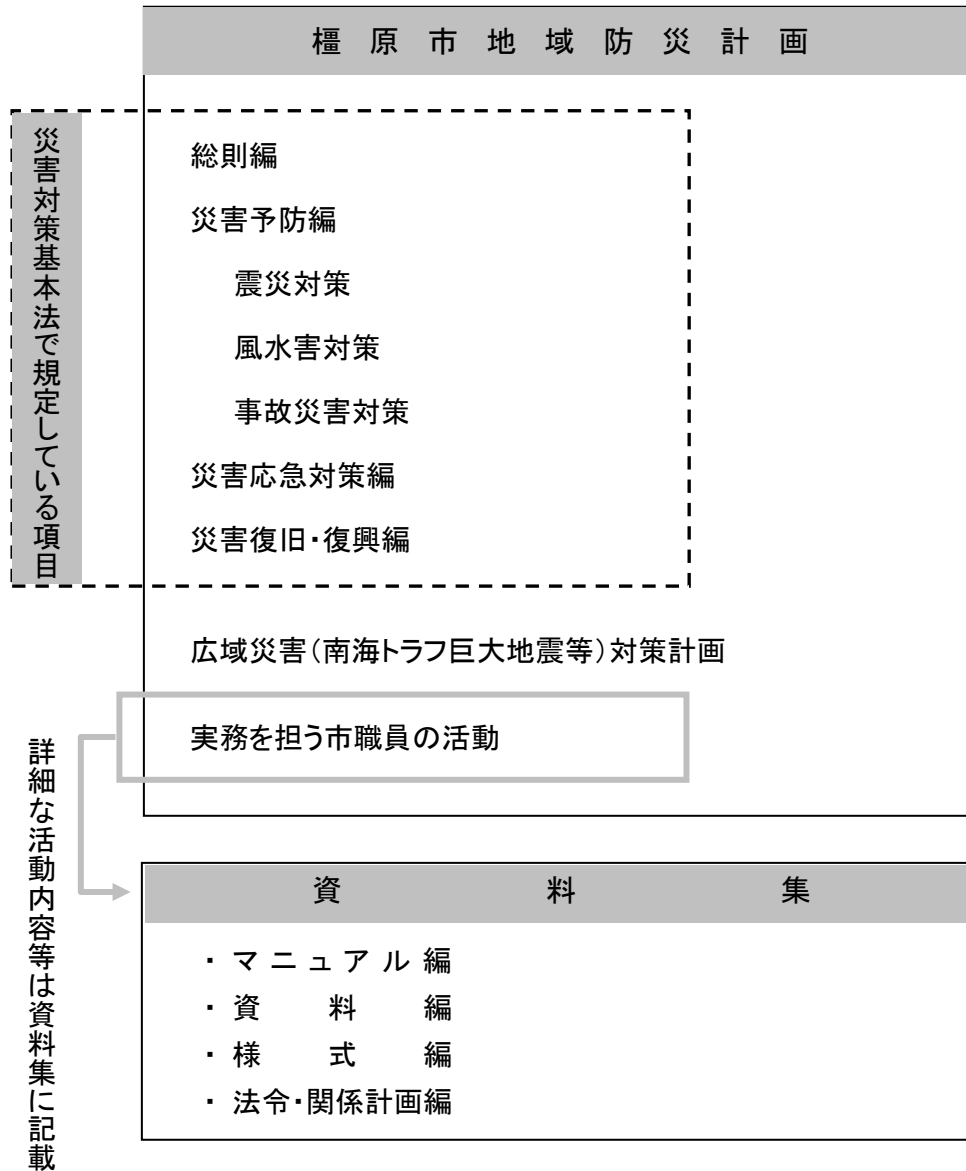 橿原市地域防災計画
災害対策基本法で規定している項目
総則編
災害予防編
震災対策
風水害対策
事故災害対策
災害応急対策編
災害復旧・復興編
広域災害(南海トラフ巨大地震等)対策計画
実務を担う市職員の活動
詳細な活動内容等は資料集に記載
資料集
・マニュアル編
・資料編
・様式編
・法令・関係計画編